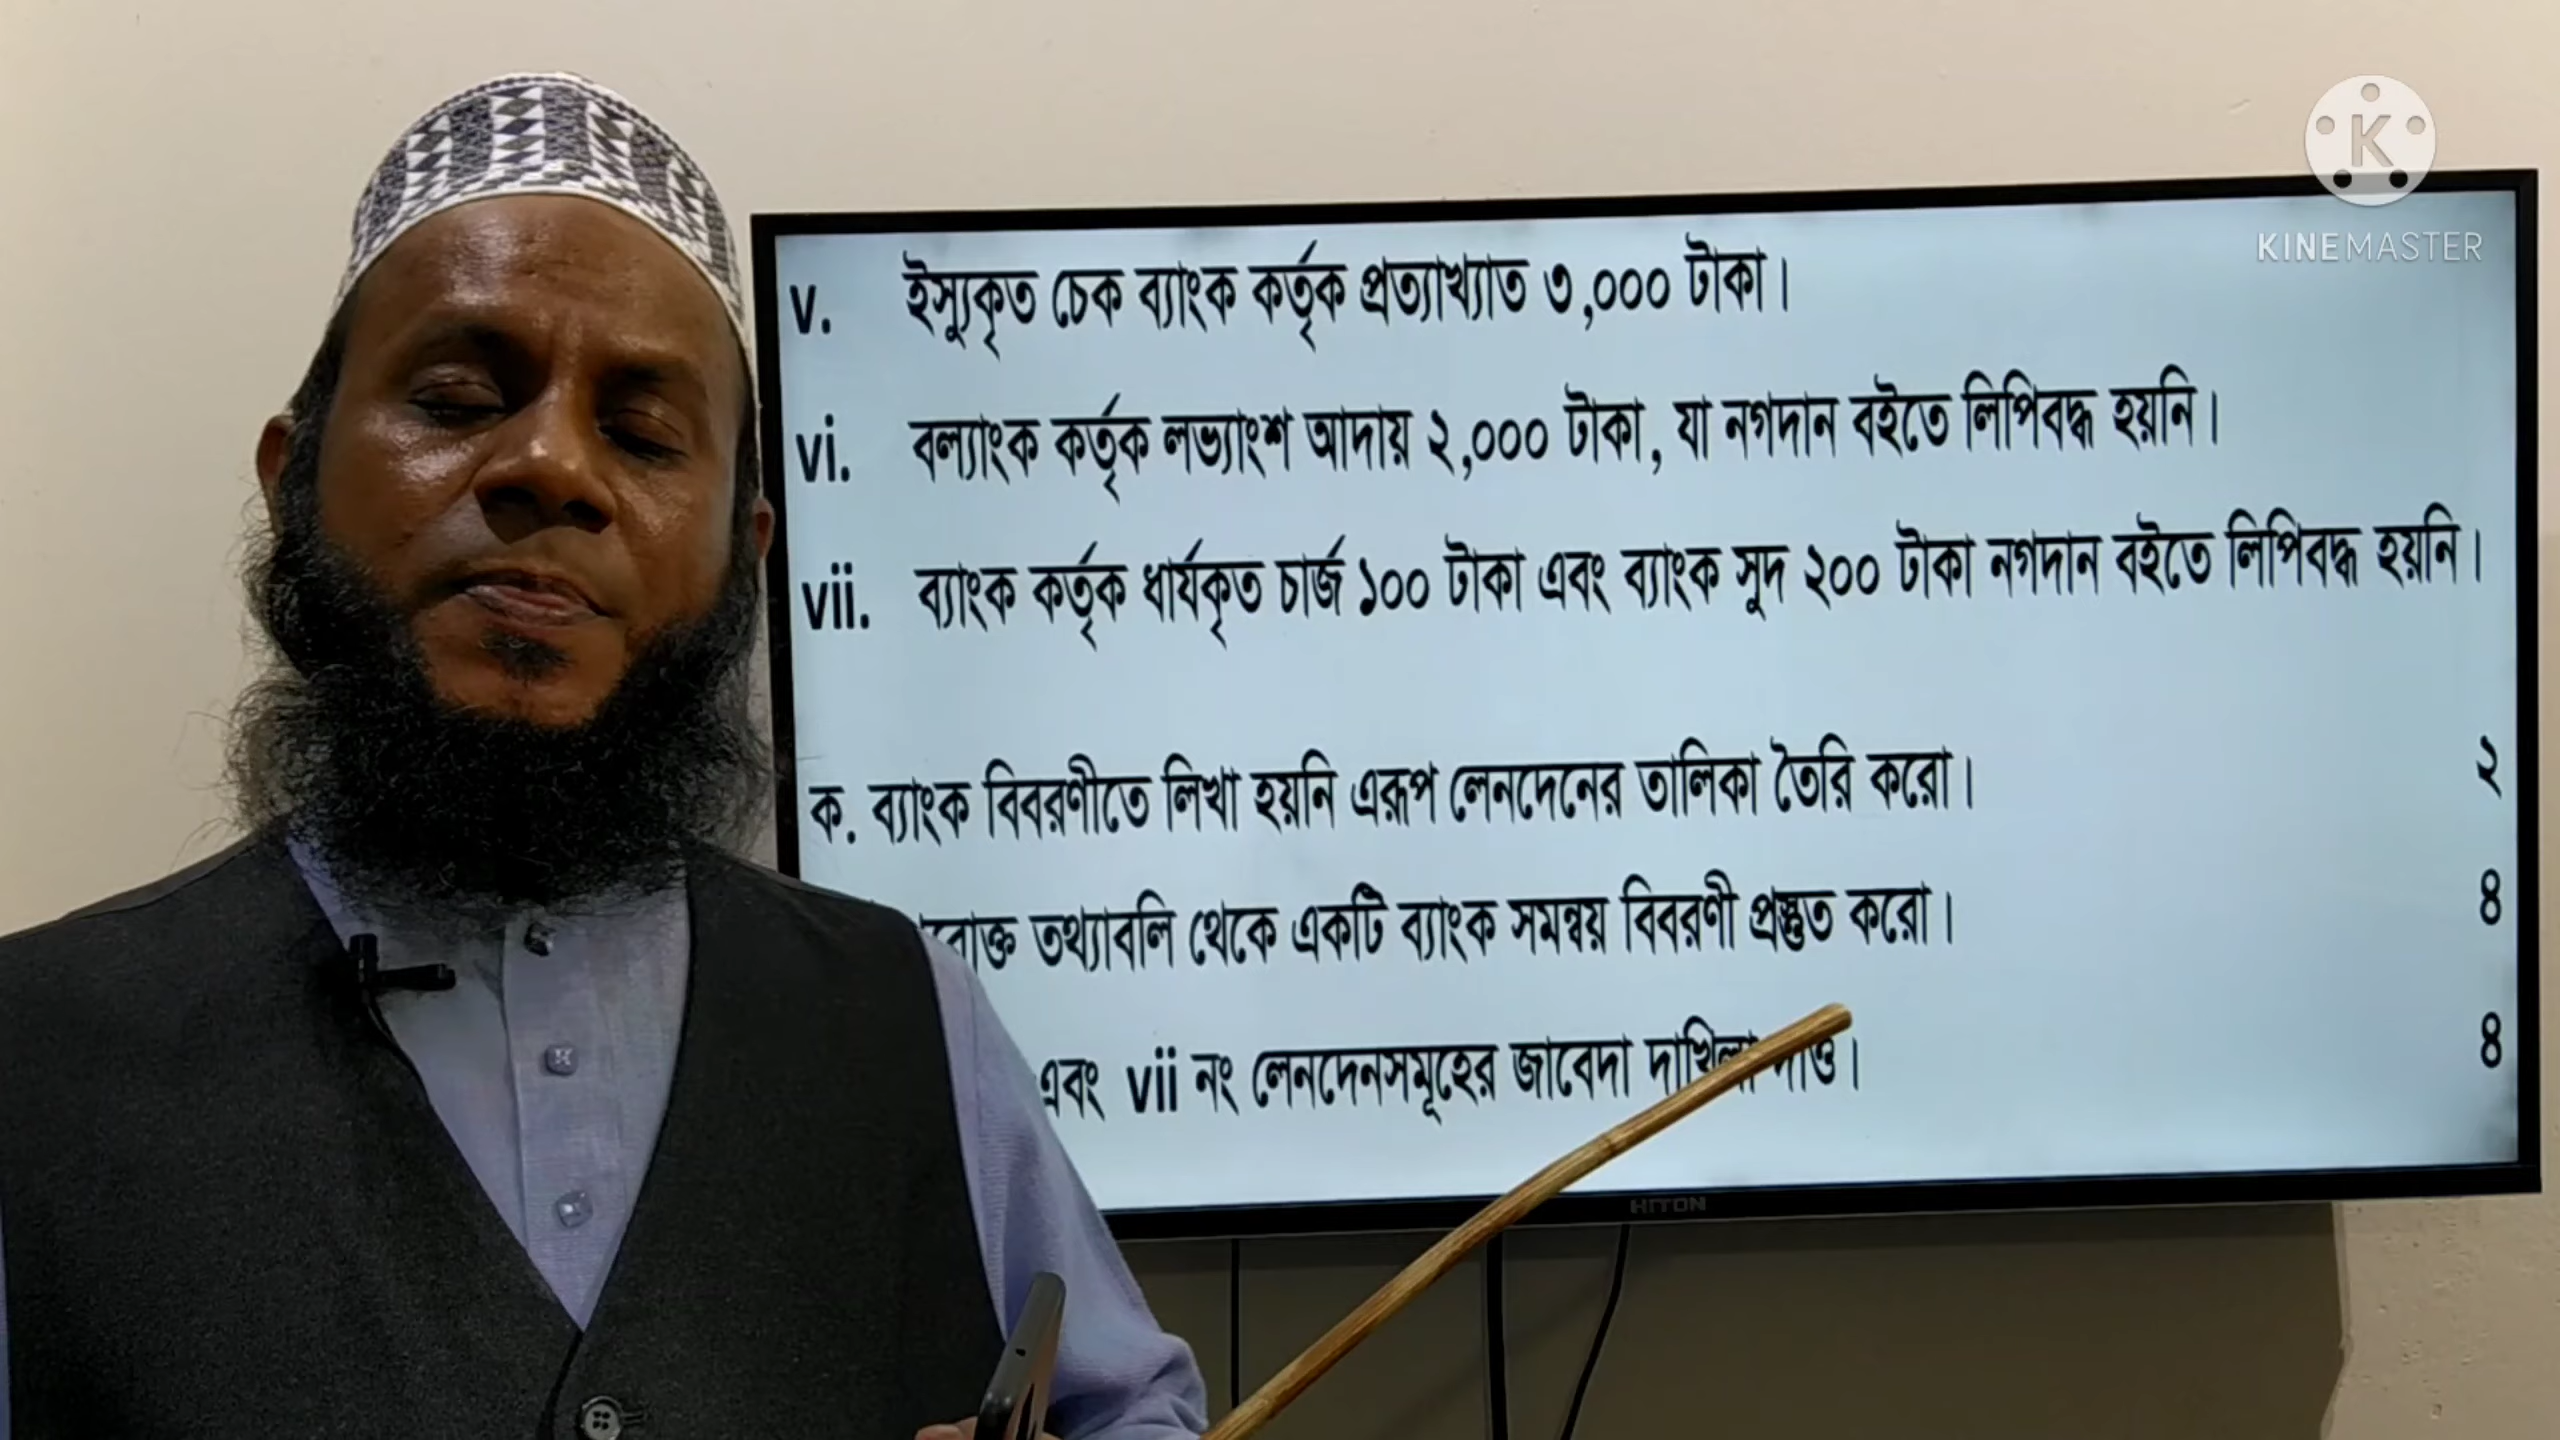 KINEMASTER
v. ইস্যুকৃত চেক ব্যাংক কর্তৃক প্রত্যাখ্যাত ৩,০০০ টাকা।
vi. বল্যাংক কর্তৃক লভ্যাংশ আদায় ২,০০০ টাকা, যা নগদান বইতে লিপিবদ্ধ হয়নি।
vii. ব্যাংক কর্তৃক ধার্যকৃত চার্জ ১০০ টাকা এবং ব্যাংক সুদ ২০০ টাকা নগদান বইতে লিপিবদ্ধ হয়নি।
ক. ব্যাংক বিবরণীতে লিখা হয়নি এরূপ লেনদেনের তালিকা তৈরি করো। ২
তথ্যাবলি থেকে একটি ব্যাংক সমন্বয় বিবরণী প্রস্তুত করো। ৪
এবং vii নং লেনদেনসমূহের জাবেদা দাখিলা দাও। ৪
HITON